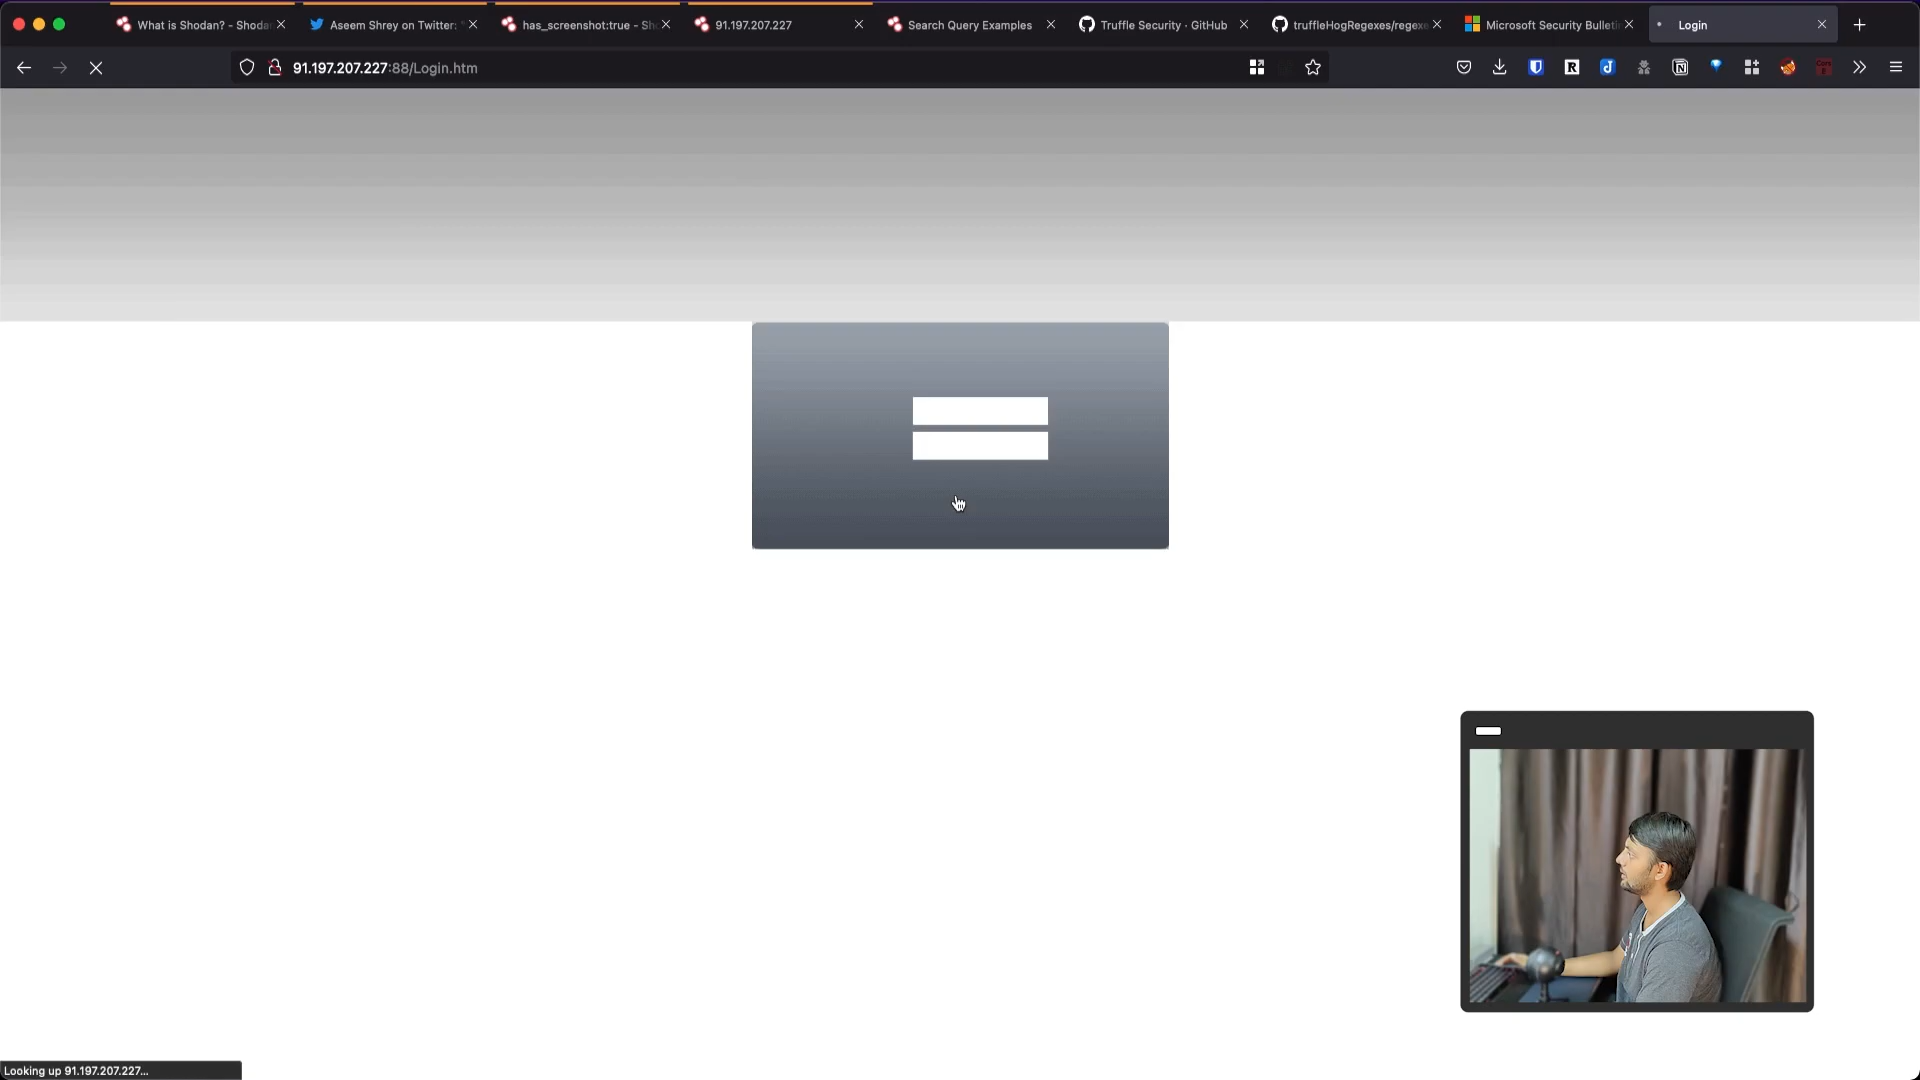 What is Shodan? - Shoda
Aseem Shrey on Twitter: "
has_screenshot:true - Sh
91.197.207.227
Search Query Examples
Truffle Security · GitHub
truffleHogRegexes/regex
Microsoft Security Bulletin
Login
91.197.207.227:88/Login.htm
Looking up 91.197.207.227...